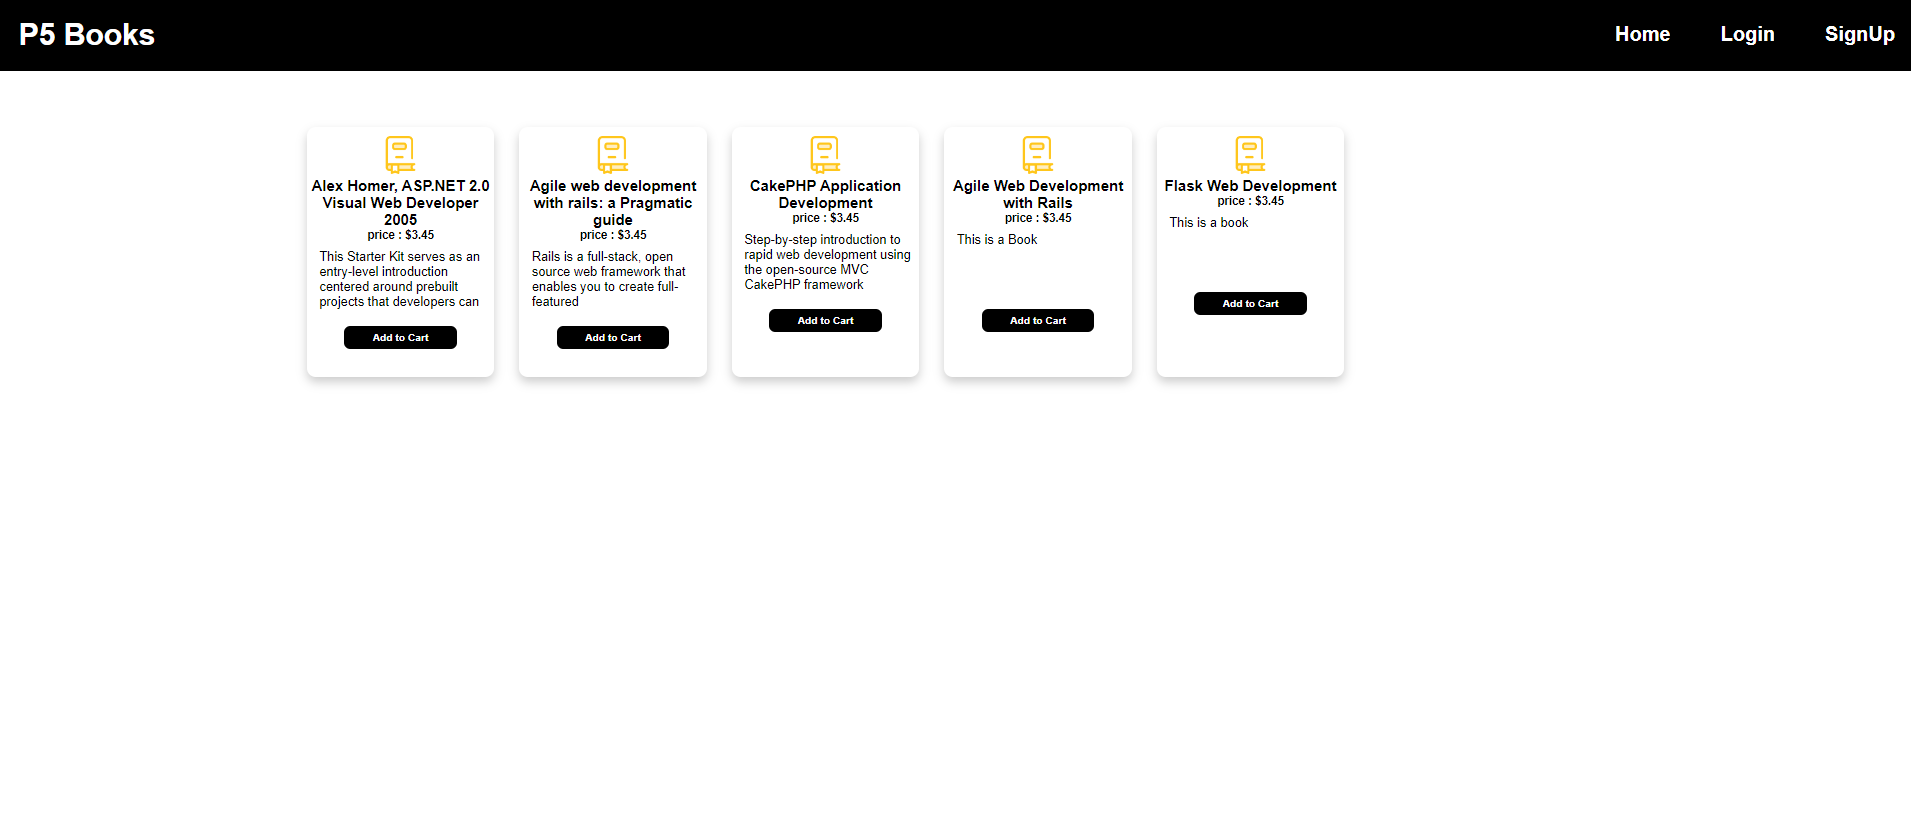 P5 Books
Home Login SignUp
Alex Homer, ASP.NET 2.0
Visual Web Developer
2005
price : $3.45
This Starter Kit serves as an
entry-level introduction
centered around prebuilt
projects that developers can
Add to Cart
Agile web development
with rails: a Pragmatic
guide
price : $3.45
Rails is a full-stack, open
source web framework that
enables you to create full-
featured
Add to Cart
CakePHP Application
Development
price : $3.45
Step-by-step introduction to
rapid web development using
the open-source MVC
CakePHP framework
Add to Cart
Agile Web Development
with Rails
price : $3.45
This is a Book
Add to Cart
Flask Web Development
price : $3.45
This is a book
Add to Cart